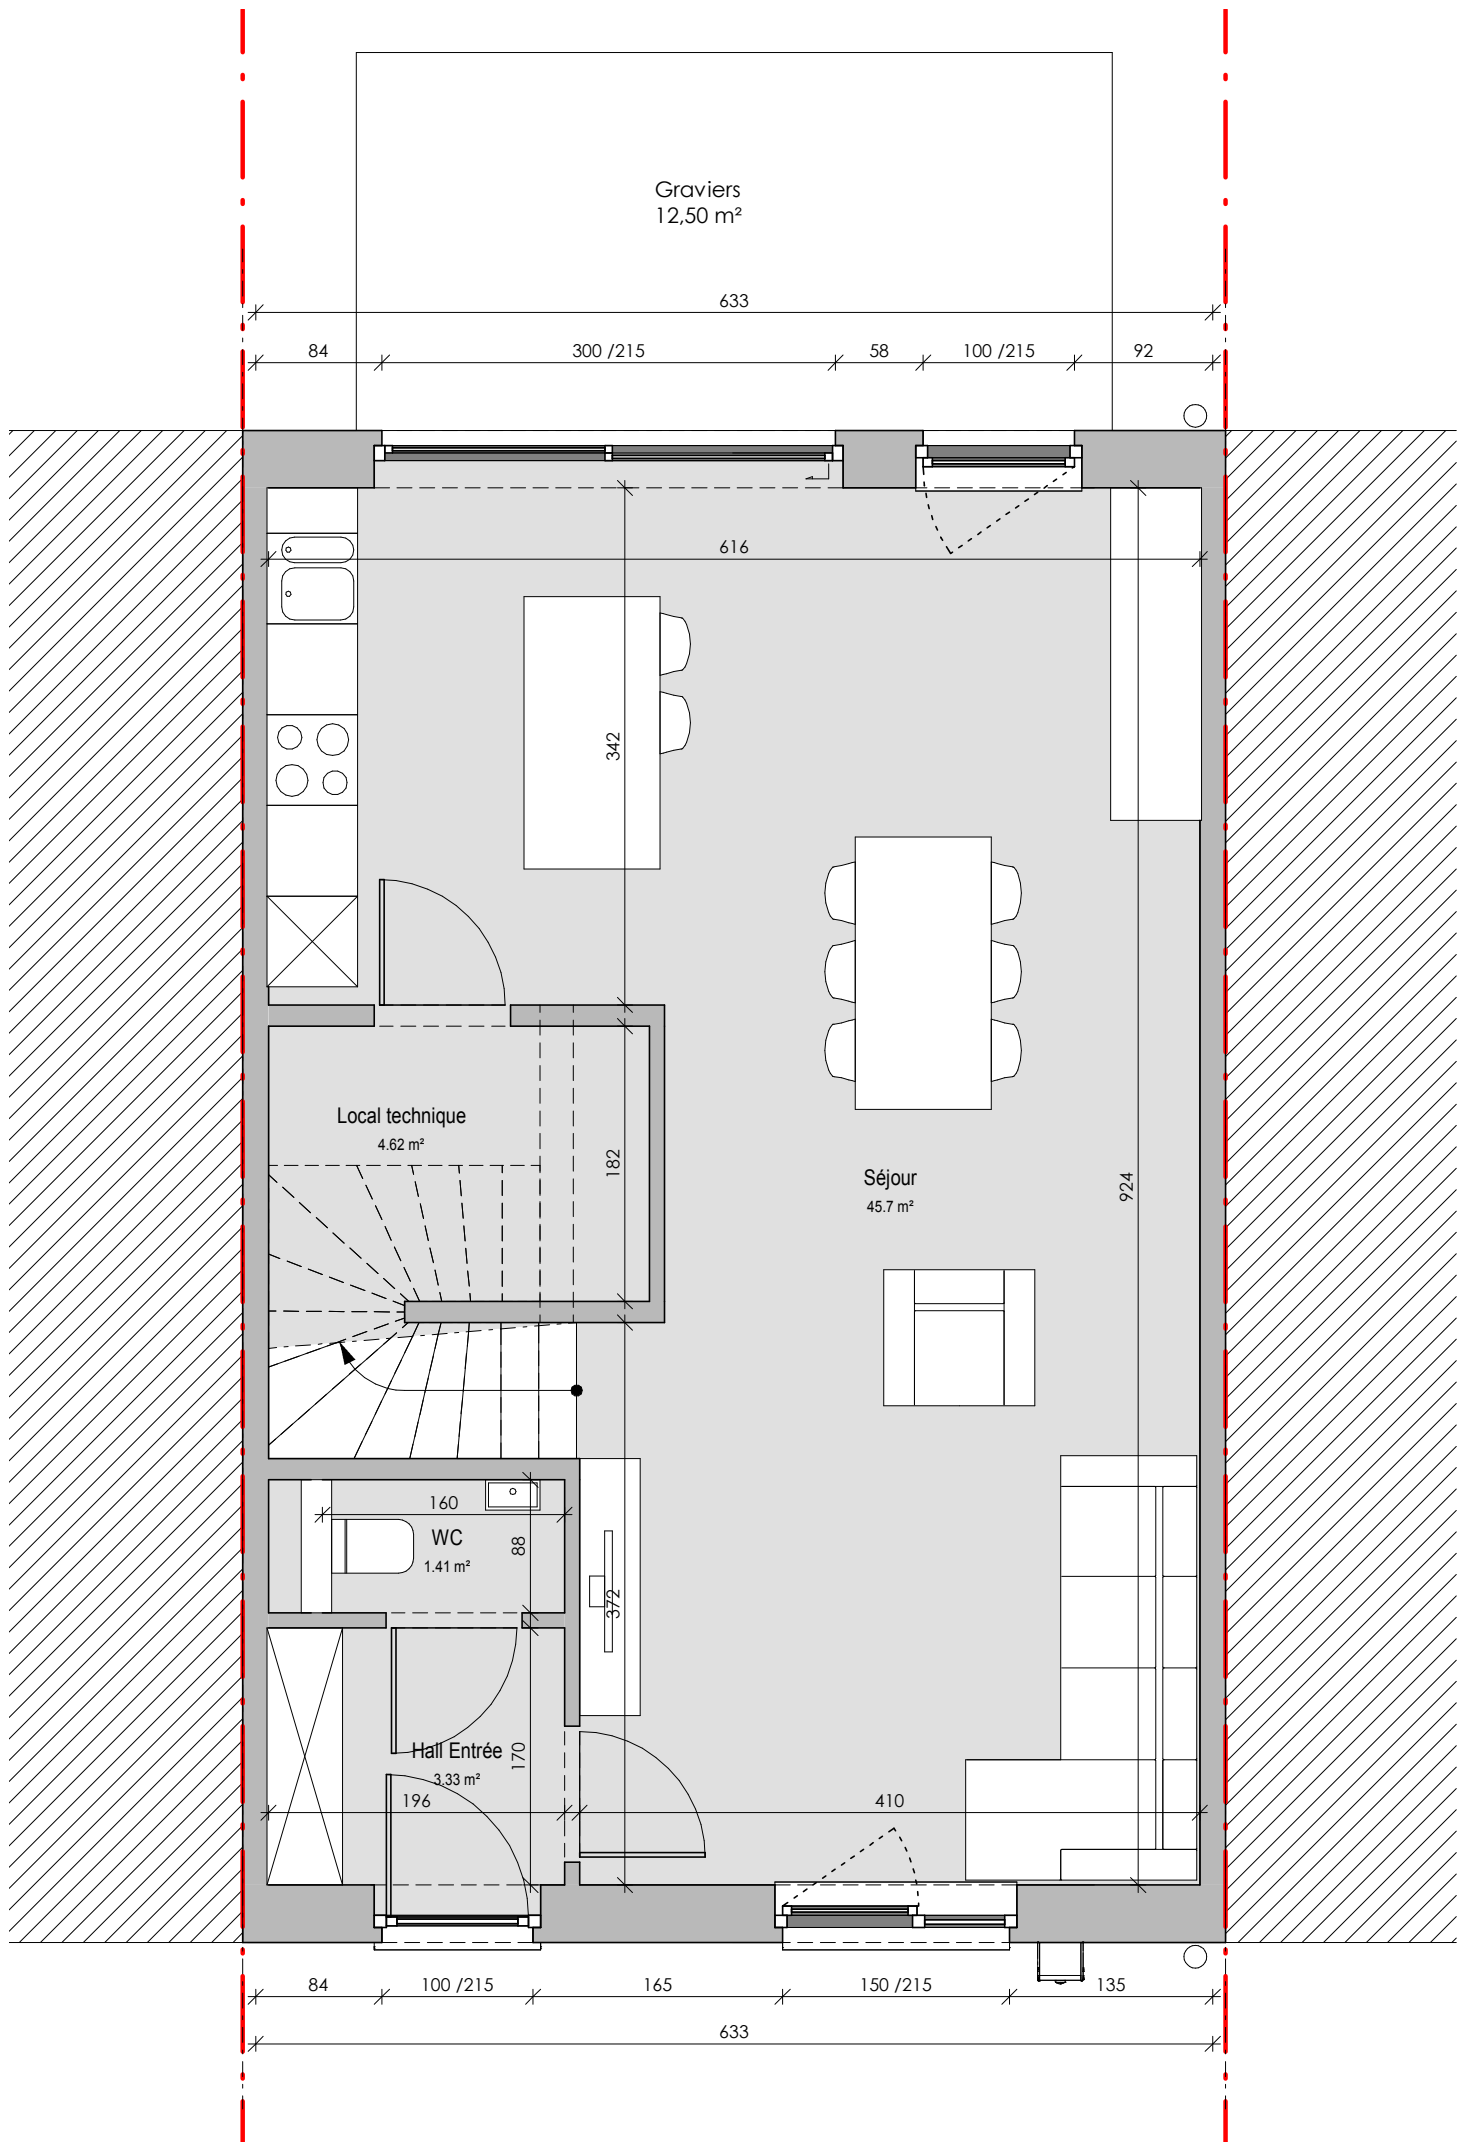 Graviers
12,50 m²
633
84
300 /215
58
100 /215
92
616
342
Local technique
4.62 m²
182
Séjour
45.7 m²
924
160
WC
1.41 m²
88
372
Hall Entrée
3.33 m²
170
196
410
84
100 /215
165
150 /215
135
633